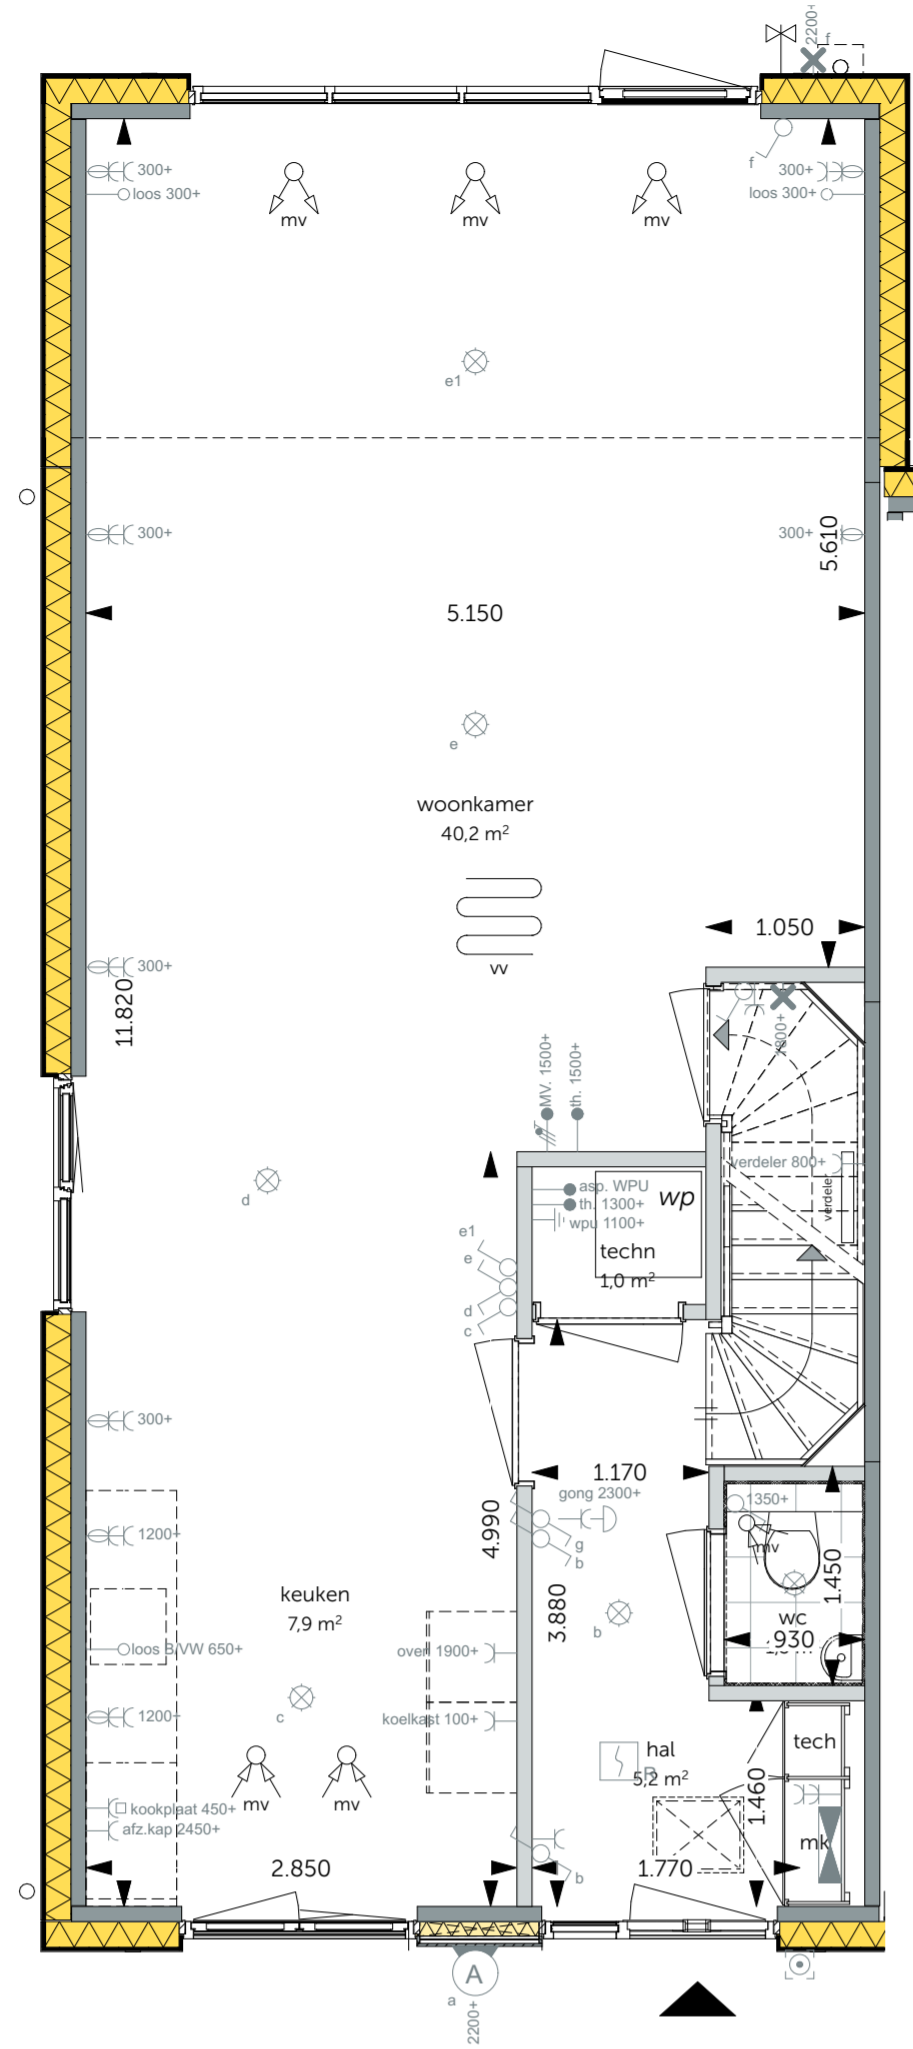 2200+
f
f
300+
300+
loos 300+
loos 300+
mv
mv
mv
e1
300+
300+
5.610
5.150
e
woonkamer
40,2 m²
1.050
300+
vv
11.820
1800+
MV. 1500+
th. 1500+
verdeler 800+
verdeler
d
asp. WPU
th. 1300+
wpu 1100+
wp
techn
1,0 m²
e1
e
d
c
300+
1.170
gong 2300+
1350+
4.990
g
b
mv
1200+
1.450
keuken
7,9 m²
3.880
b
wc
930
loos B/VW 650+
oven 1900+
c
1200+
koelkast 100+
hal
5,2 m²
R
tech
mv
mv
1.460
kookplaat 450+
afz.kap 2450+
mk
2.850
1.770
b
A
a
2200+